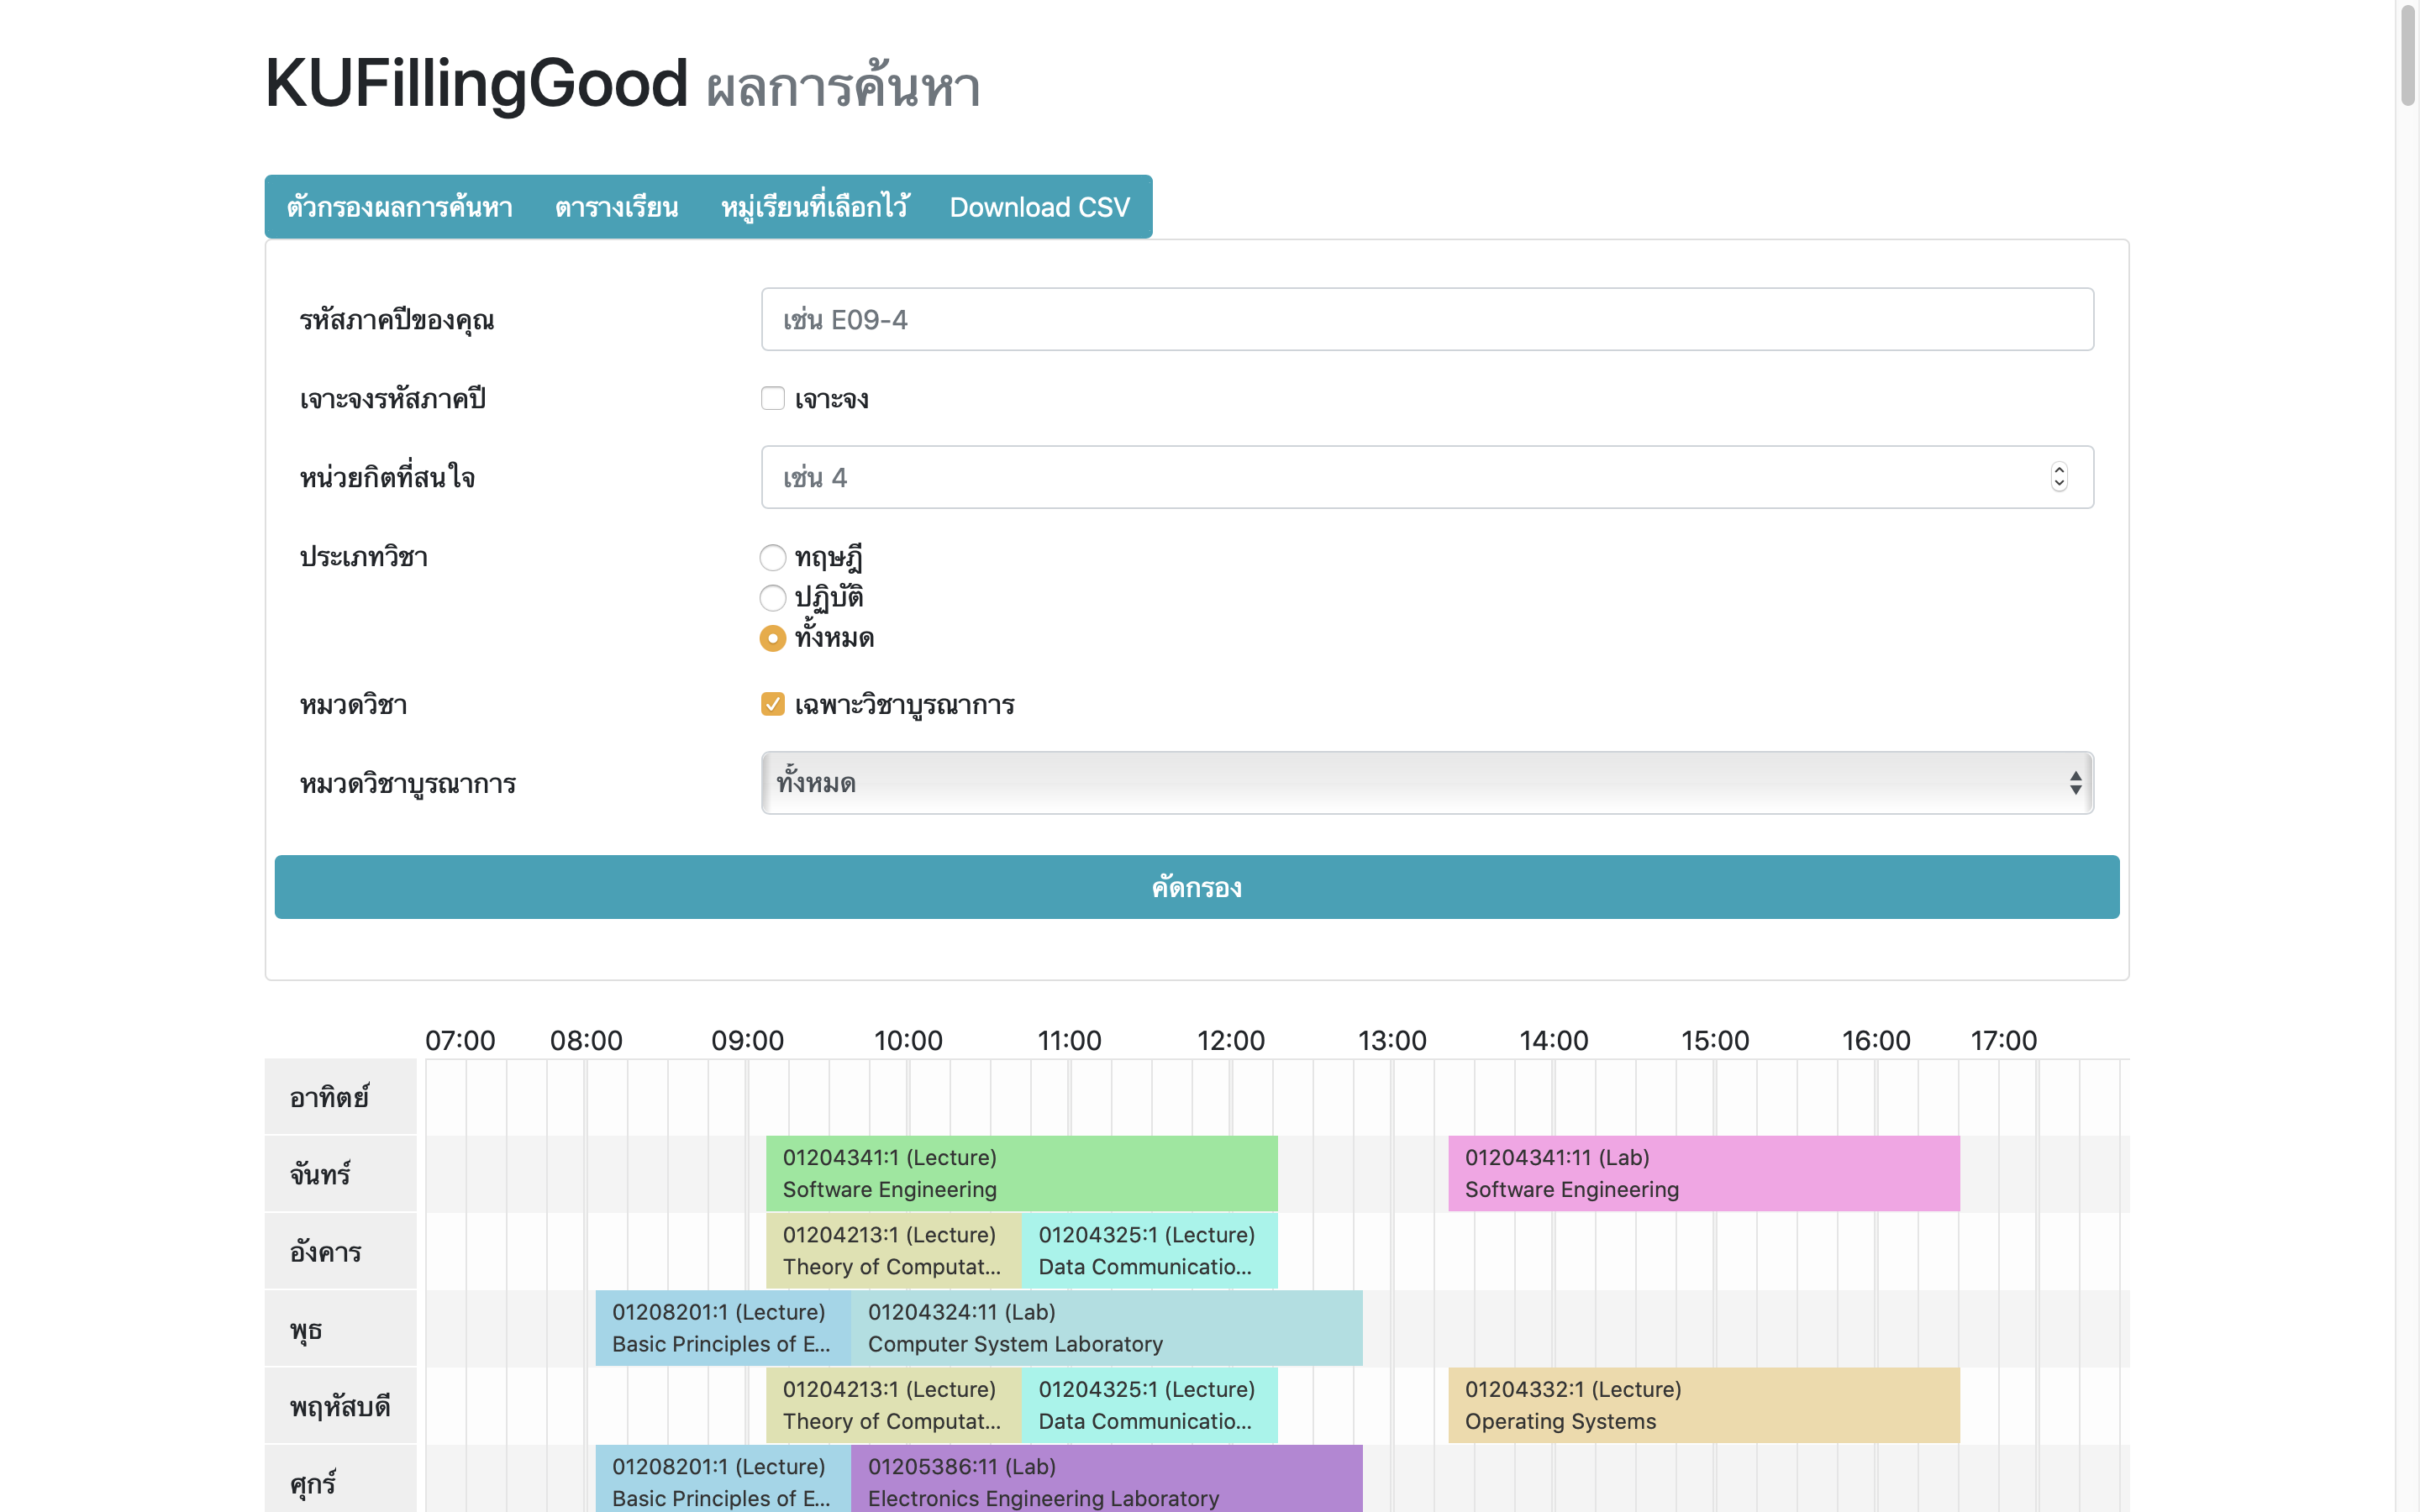 KUFillingGood ผลการค้นหา
ตัวกรองผลการค้นหา ตารางเรียน หมู่เรียนที่เลือกไว้ Download CSV
รหัสภาคปีของคุณ เช่น E09-4
เจาะจงรหัสภาคปี เจาะจง
หน่วยกิตที่สนใจ เช่น 4
ประเภทวิชา ทฤษฎี
ปฏิบัติ
ทั้งหมด
หมวดวิชา เฉพาะวิชาบูรณาการ
หมวดวิชาบูรณาการ ทั้งหมด
คัดกรอง
07:00 08:00 09:00 10:00 11:00 12:00 13:00 14:00 15:00 16:00 17:00
อาทิตย์
จันทร์
01204341:1 (Lecture)
Software Engineering
01204341:11 (Lab)
Software Engineering
อังคาร
01204213:1 (Lecture)
Theory of Computat...
01204325:1 (Lecture)
Data Communicatio...
พุธ
01208201:1 (Lecture)
Basic Principles of E...
01204324:11 (Lab)
Computer System Laboratory
พฤหัสบดี
01204213:1 (Lecture)
Theory of Computat...
01204325:1 (Lecture)
Data Communicatio...
01204332:1 (Lecture)
Operating Systems
ศุกร์
01208201:1 (Lecture)
Basic Principles of E...
01205386:11 (Lab)
Electronics Engineering Laboratory